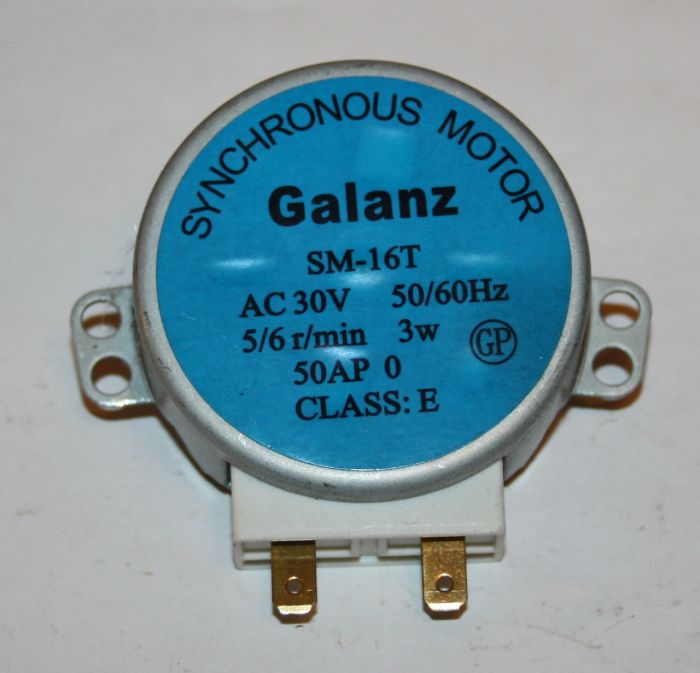 SYNCHRONOUS MOTOR
Galanz
SM-16T
AC 30V 50/60Hz
5/6 r/min 3w
GP
50AP 0
CLASS: E